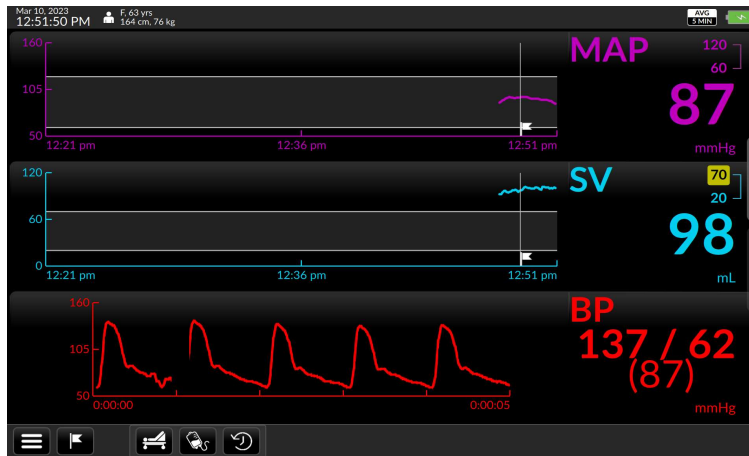 Mar 10, 2023
12:51:50 PM
F, 63 yrs
164 cm, 76 kg
AVG
5 MIN
160
105
50
12:21 pm
12:36 pm
12:51 pm
MAP
120
60
87
mmHg
120
60
0
12:21 pm
12:36 pm
12:51 pm
SV
70
20
98
mL
160
105
50
0:00:00
0:00:05
BP
137 / 62
(87)
mmHg